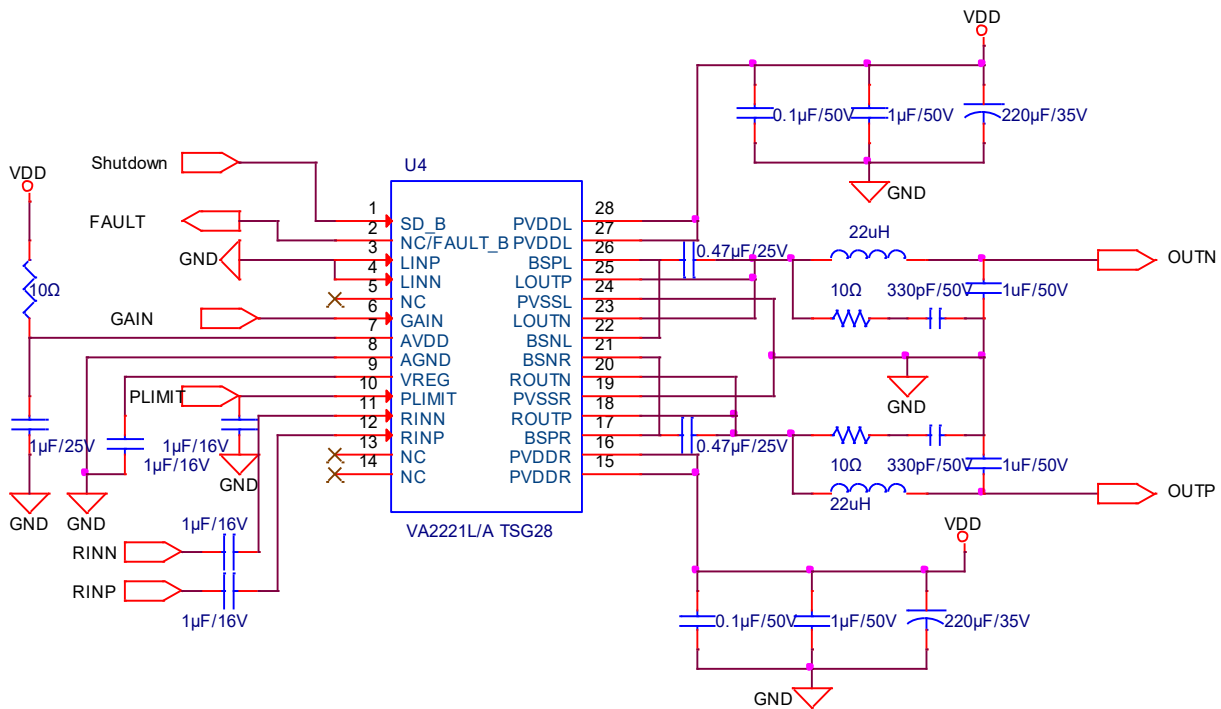 VDD
0.1µF/50V
1µF/50V
220µF/35V
GND
Shutdown
U4
VDD
FAULT
GND
10Ω
GAIN
PLIMIT
1 SD_B
2 NC/FAULT_B
3 LINP
4 LINN
5 NC
6 GAIN
7 AVDD
8 AGND
9 VREG
10 PLIMIT
11 RINN
12 RINP
13 NC
14 NC
PVDDL 28
PVDDL 27
BSPL 26
LOUTP 25
PVSSL 24
LOUTN 23
BSNL 22
BSNR 21
ROUTN 20
PVSSR 19
ROUTP 18
BSPR 17
PVDDR 16
PVDDR 15
0.47µF/25V
22uH
OUTN
10Ω
330pF/50V
1uF/50V
GND
0.47µF/25V
10Ω
330pF/50V
1uF/50V
22uH
OUTP
1µF/25V
1µF/16V
1µF/16V
GND
GND
GND
VA2221L/A TSG28
1µF/16V
RINN
RINP
1µF/16V
VDD
0.1µF/50V
1µF/50V
220µF/35V
GND